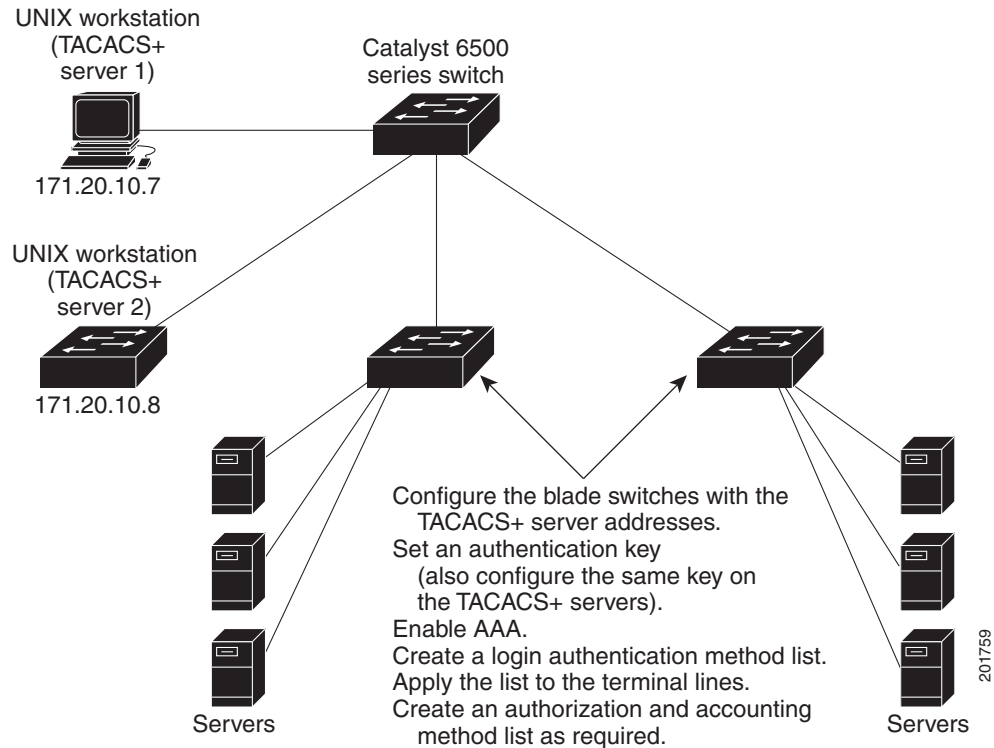 UNIX workstation
(TACACS+
server 1)
Catalyst 6500
series switch
171.20.10.7
UNIX workstation
(TACACS+
server 2)
171.20.10.8
Configure the blade switches with the
TACACS+ server addresses.
Set an authentication key
(also configure the same key on
the TACACS+ servers).
Enable AAA.
Create a login authentication method list.
Apply the list to the terminal lines.
Create an authorization and accounting
method list as required.
Servers
Servers
201759